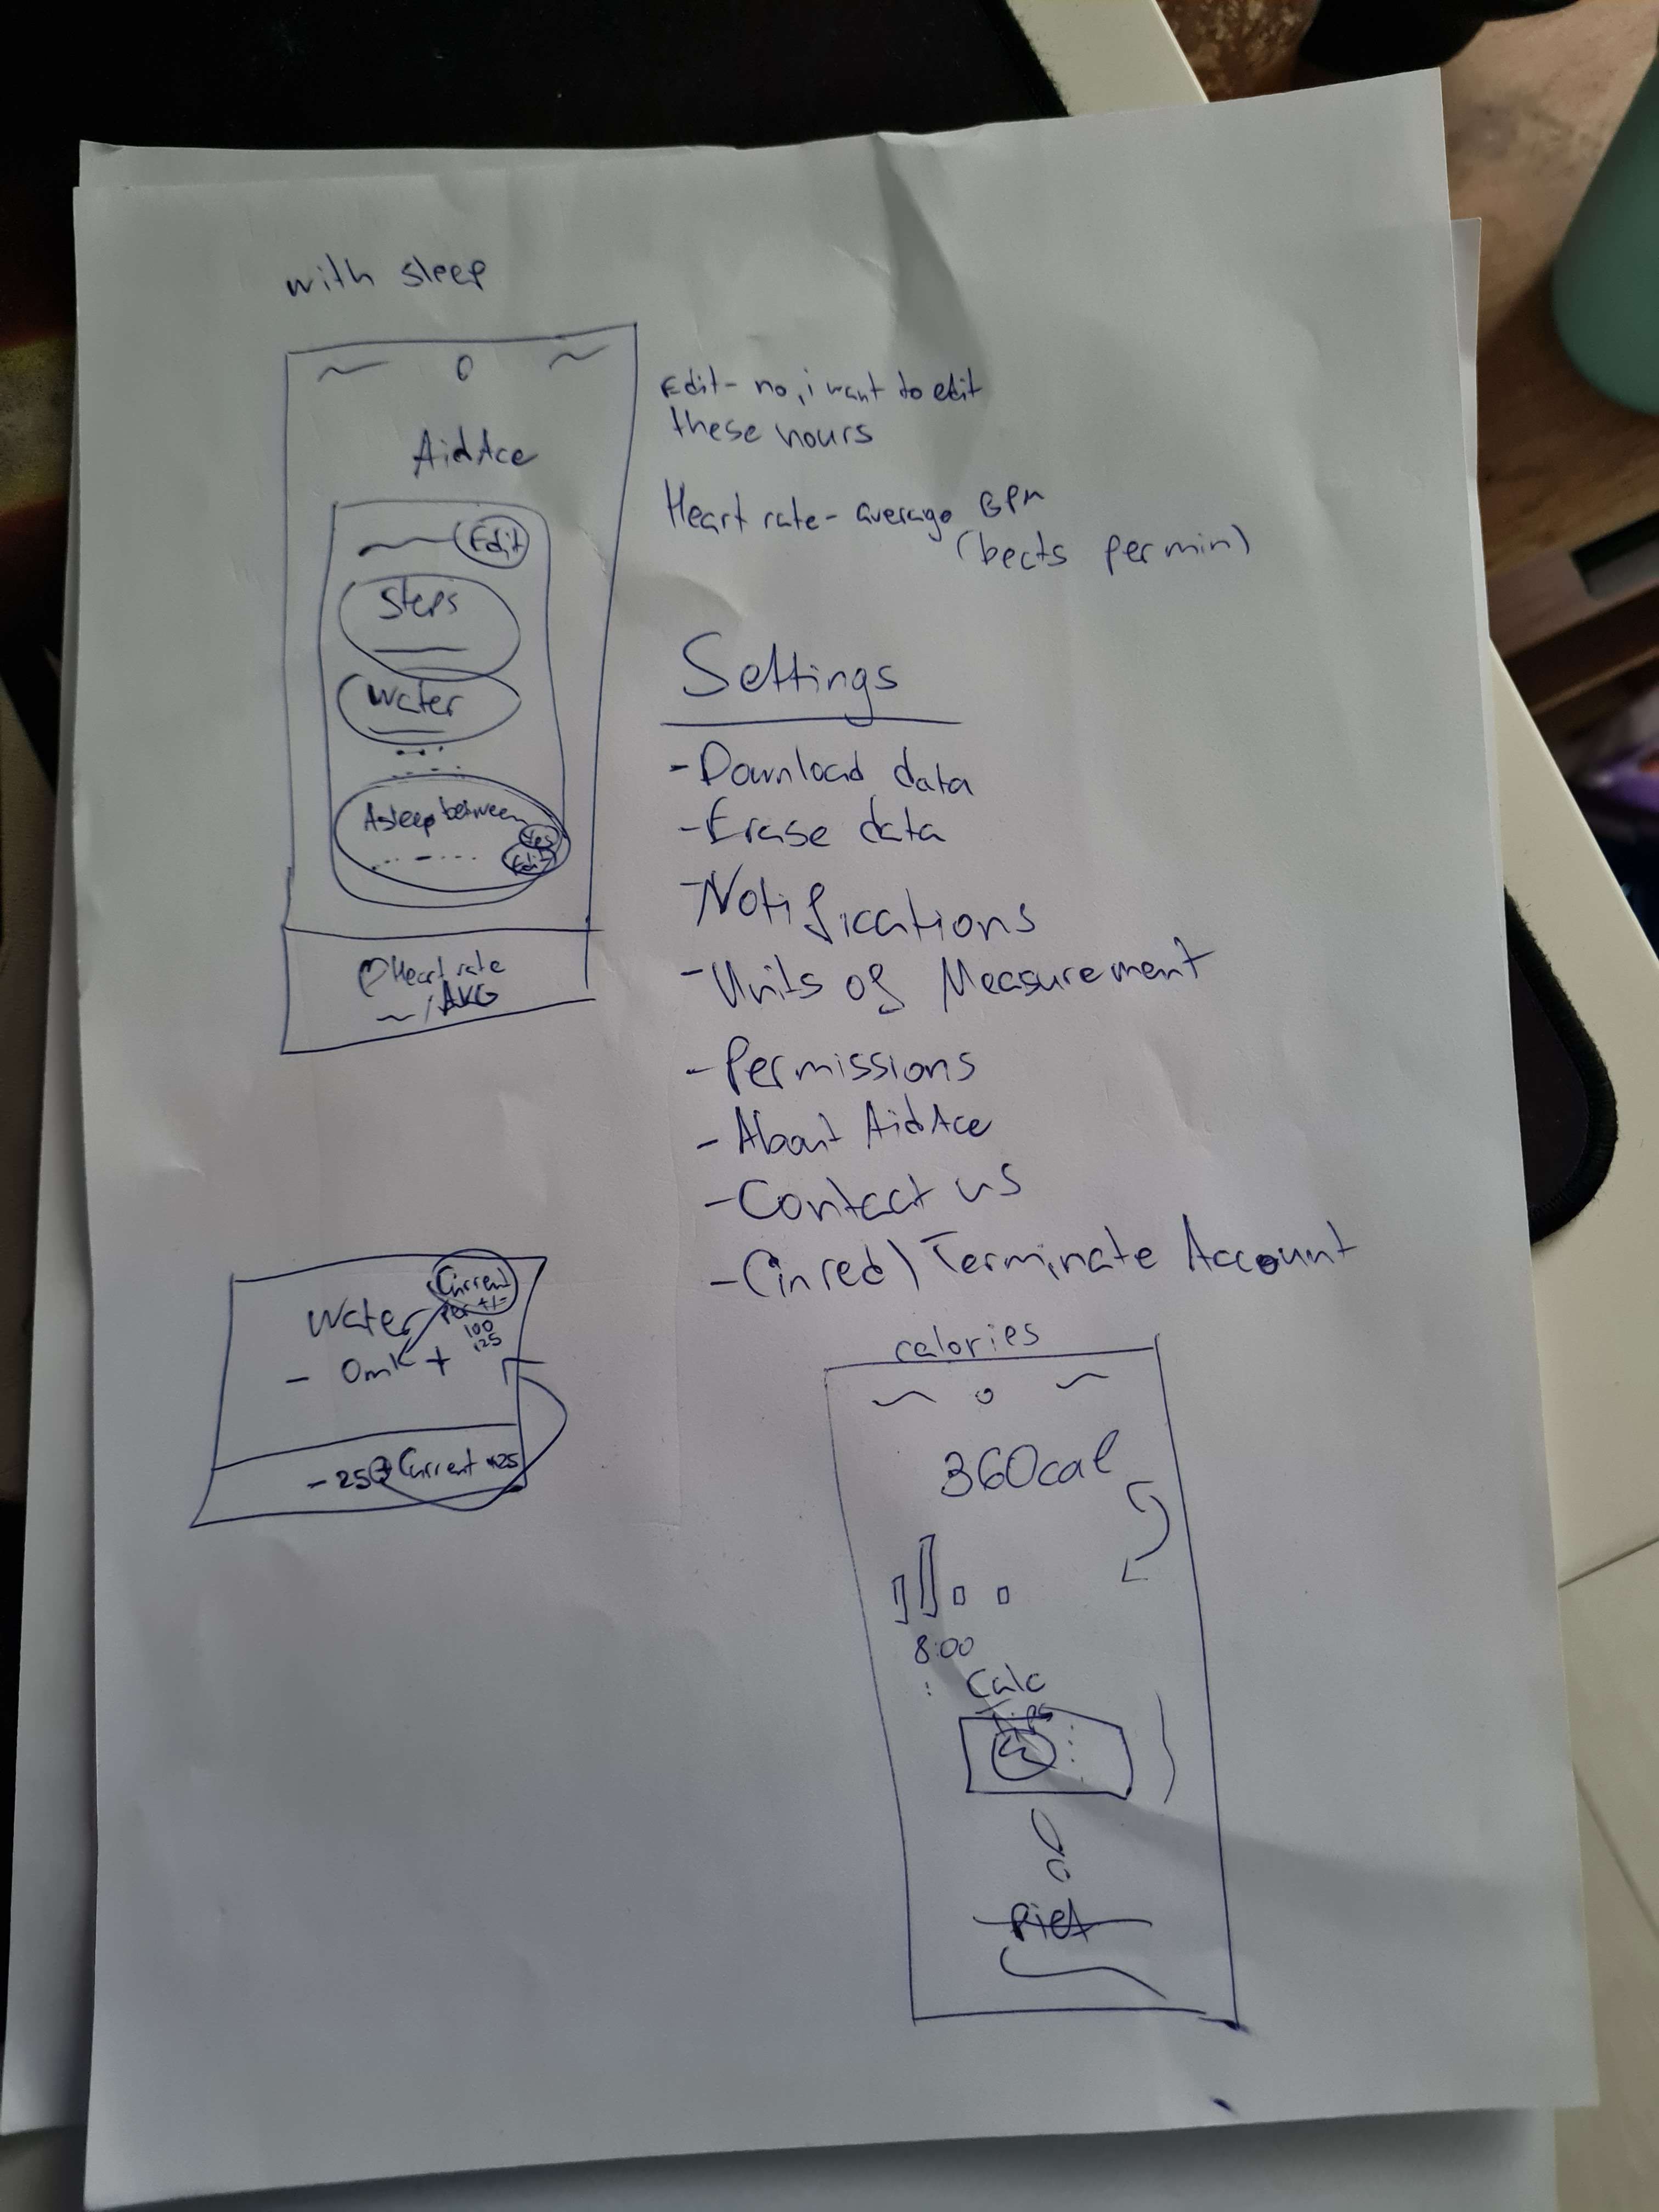 with sleep
AidAce
Edit
Steps
Water
Asleep between
Yes
Edit
Heart rate
Edit - no, i want to edit
these hours
Heart rate - average BPM
(beats per min)
Settings
- Download data
- Erase data
- Notifications
- Units of Measurement
- Permissions
- About AidAce
- Contact us
- (in red) Terminate Account
Current
per +/-
100
125
Water
- 0ml +
- 25 Current +25
calories
360cal
8:00
Calc